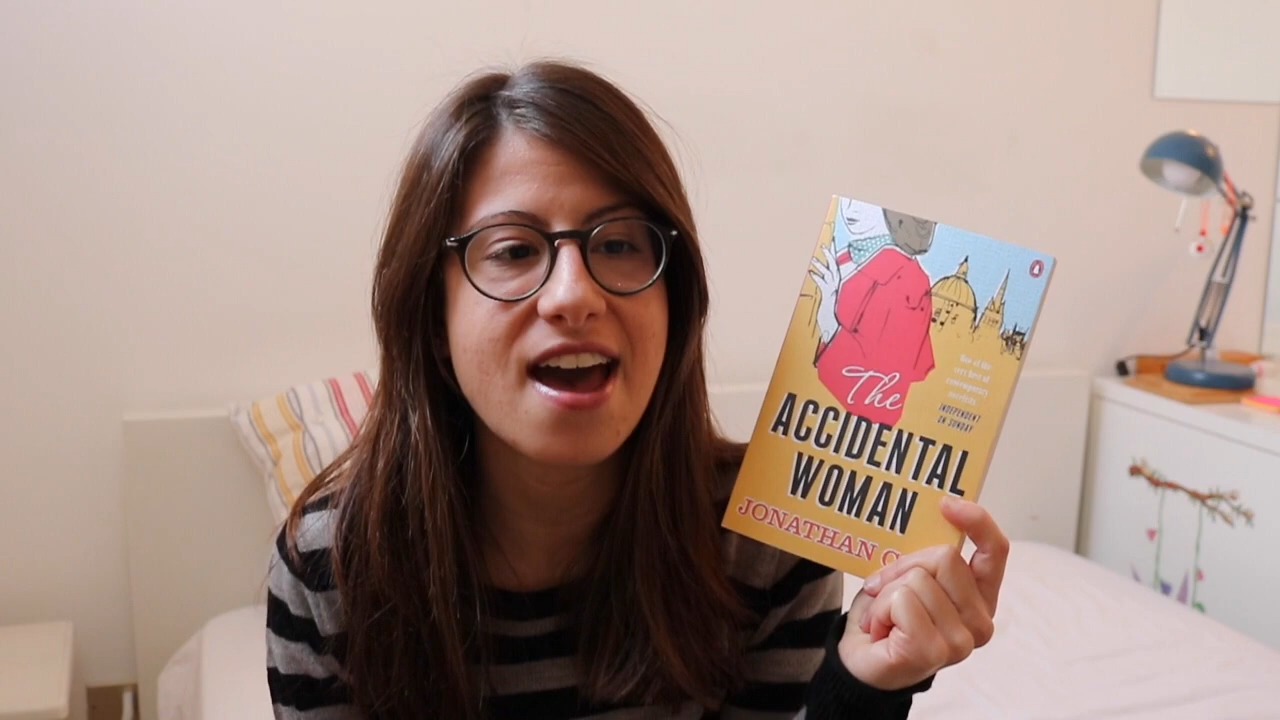 One of the
very best of
contemporary
novelists
INDEPENDENT
ON SUNDAY
The
ACCIDENTAL
WOMAN
JONATHAN C